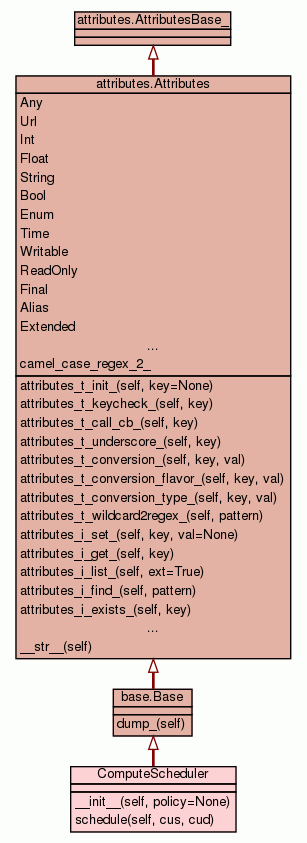 attributes.AttributesBase_
attributes.Attributes
Any
Url
Int
Float
String
Bool
Enum
Time
Writable
ReadOnly
Final
Alias
Extended
...
camel_case_regex_2_
attributes_t_init_(self, key=None)
attributes_t_keycheck_(self, key)
attributes_t_call_cb_(self, key)
attributes_t_underscore_(self, key)
attributes_t_conversion_(self, key, val)
attributes_t_conversion_flavor_(self, key, val)
attributes_t_conversion_type_(self, key, val)
attributes_t_wildcard2regex_(self, pattern)
attributes_i_set_(self, key, val=None)
attributes_i_get_(self, key)
attributes_i_list_(self, ext=True)
attributes_i_find_(self, pattern)
attributes_i_exists_(self, key)
...
__str__(self)
base.Base
dump_(self)
ComputeScheduler
__init__(self, policy=None)
schedule(self, cus, cud)